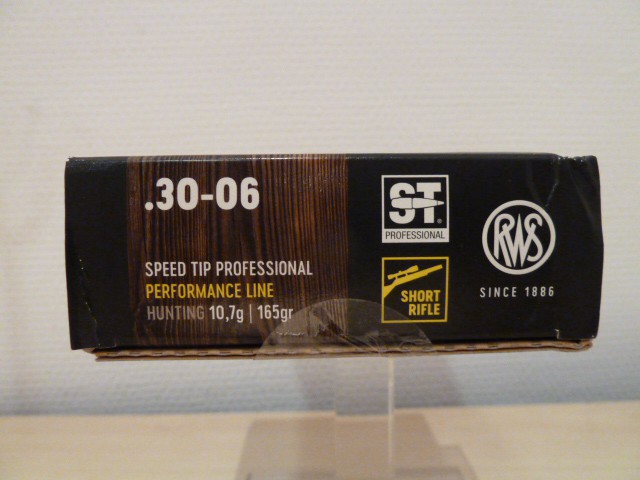 .30-06
SPEED TIP PROFESSIONAL
PERFORMANCE LINE
HUNTING 10,7g | 165gr
ST
PROFESSIONAL
SHORT
RIFLE
RWS
SINCE 1886